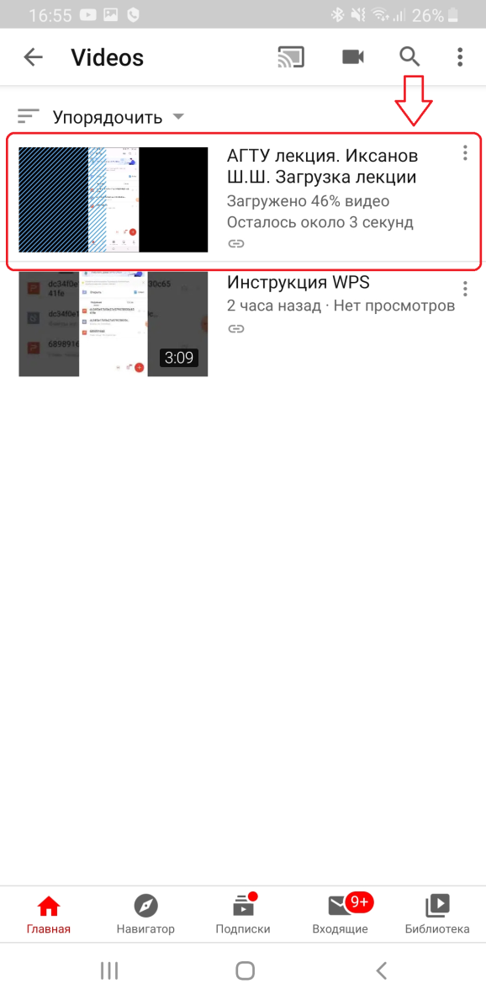 16:55
26%
Videos
Упорядочить
АГТУ лекция. Иксанов
Ш.Ш. Загрузка лекции
Загружено 46% видео
Осталось около 3 секунд
dc34f0e
30c65
41fe
dc34f0e1
6898916
3:09
Инструкция WPS
2 часа назад · Нет просмотров
9+
Главная
Навигатор
Подписки
Входящие
Библиотека